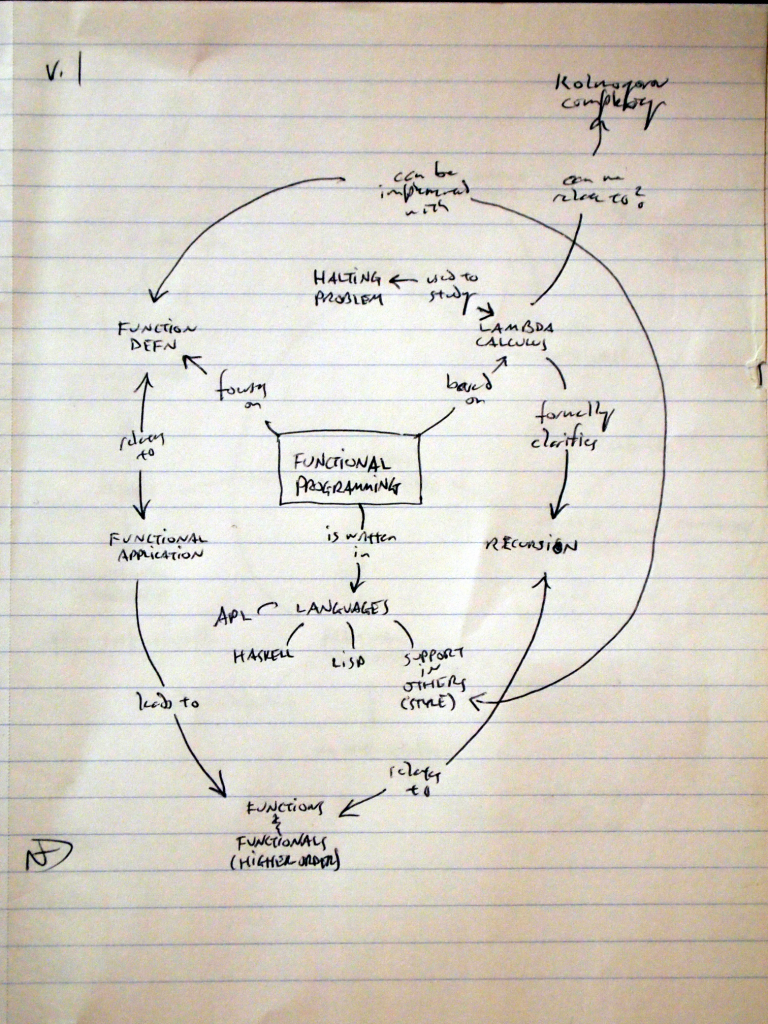 v.1
Kolmogorov
complexity
can be
implemented
with
can we
relate to?
HALTING
PROBLEM
used to
study
LAMBDA
CALCULUS
FUNCTION
DEFN
focuses
on
based
on
formally
clarifies
relates
to
FUNCTIONAL
PROGRAMMING
FUNCTIONAL
APPLICATION
is written
in
RECURSION
APL
LANGUAGES
HASKELL
LISP
SUPPORT
IN
OTHERS
(STYLE)
leads to
relates
to
FUNCTIONS
&
FUNCTIONALS
(HIGHER ORDER)